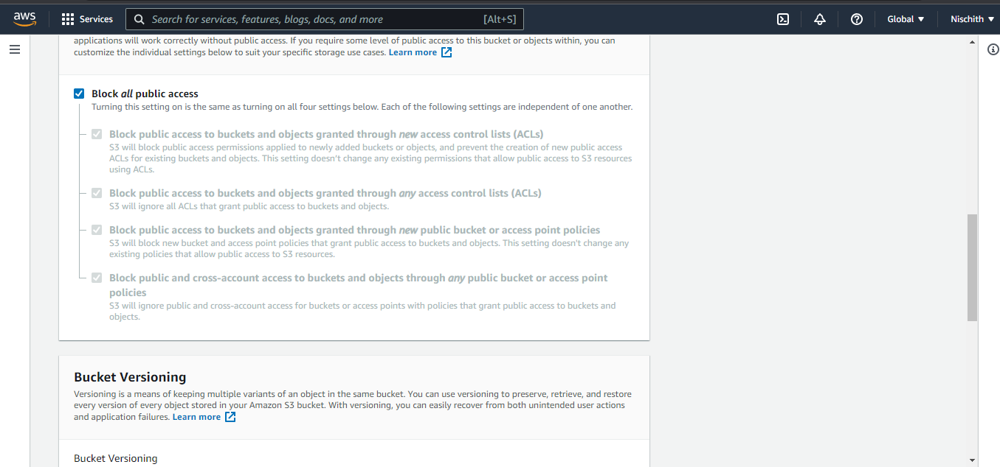 aws
Services
Search for services, features, blogs, docs, and more
[Alt+S]
Global
Nischith
applications will work correctly without public access. If you require some level of public access to this bucket or objects within, you can
customize the individual settings below to suit your specific storage use cases. Learn more
Block all public access
Turning this setting on is the same as turning on all four settings below. Each of the following settings are independent of one another.
Block public access to buckets and objects granted through new access control lists (ACLs)
S3 will block public access permissions applied to newly added buckets or objects, and prevent the creation of new public access
ACLs for existing buckets and objects. This setting doesn't change any existing permissions that allow public access to S3 resources
using ACLs.
Block public access to buckets and objects granted through any access control lists (ACLs)
S3 will ignore all ACLs that grant public access to buckets and objects.
Block public access to buckets and objects granted through new public bucket or access point policies
S3 will block new bucket and access point policies that grant public access to buckets and objects. This setting doesn't change any
existing policies that allow public access to S3 resources.
Block public and cross-account access to buckets and objects through any public bucket or access point
policies
S3 will ignore public and cross-account access for buckets or access points with policies that grant public access to buckets and
objects.
Bucket Versioning
Versioning is a means of keeping multiple variants of an object in the same bucket. You can use versioning to preserve, retrieve, and restore
every version of every object stored in your Amazon S3 bucket. With versioning, you can easily recover from both unintended user actions
and application failures. Learn more
Bucket Versioning